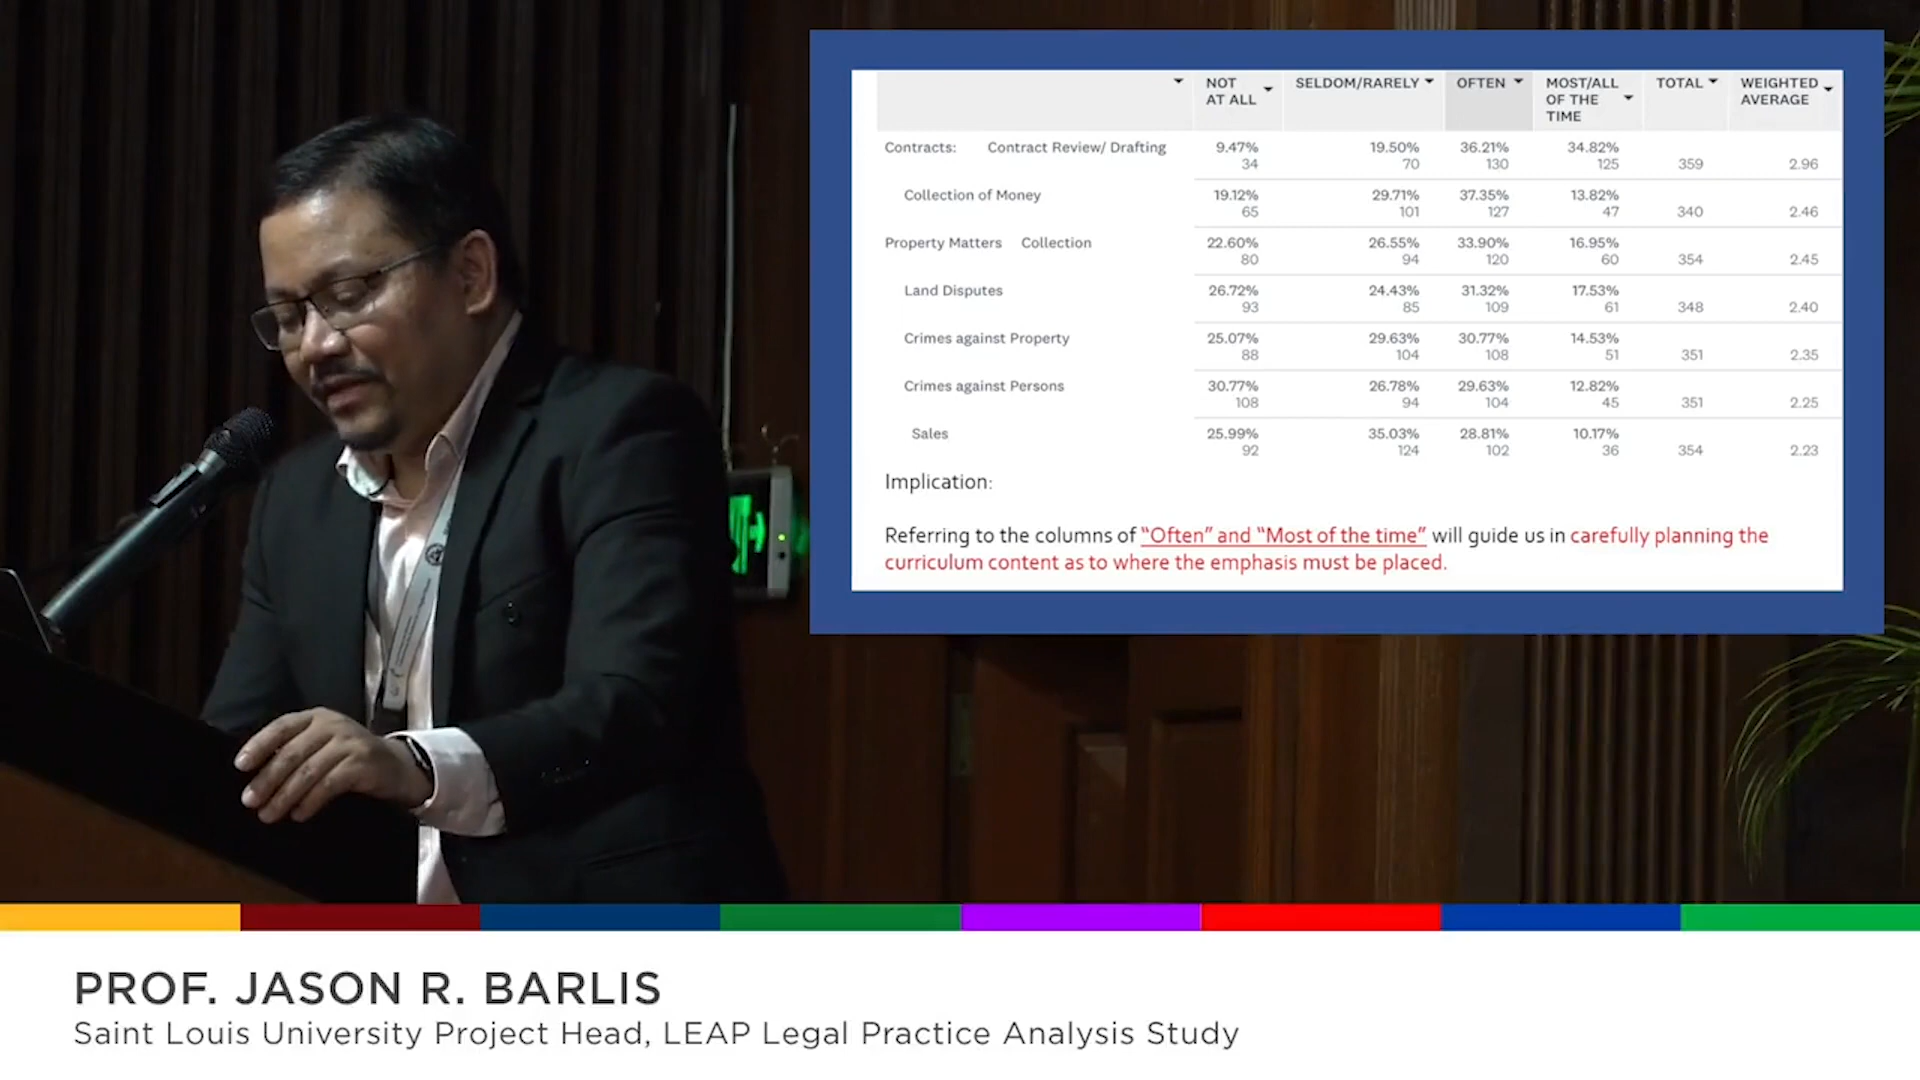 NOT AT ALL SELDOM/RARELY OFTEN MOST/ALL OF THE TIME TOTAL WEIGHTED AVERAGE
Contracts: Contract Review/ Drafting 9.47% 19.50% 36.21% 34.82%
34 70 130 125 359 2.96
Collection of Money 19.12% 29.71% 37.35% 13.82%
65 101 127 47 340 2.46
Property Matters Collection 22.60% 26.55% 33.90% 16.95%
80 94 120 60 354 2.45
Land Disputes 26.72% 24.43% 31.32% 17.53%
93 85 109 61 348 2.40
Crimes against Property 25.07% 29.63% 30.77% 14.53%
88 104 108 51 351 2.35
Crimes against Persons 30.77% 26.78% 29.63% 12.82%
108 94 104 45 351 2.25
Sales 25.99% 35.03% 28.81% 10.17%
92 124 102 36 354 2.23
Implication:
Referring to the columns of “Often” and “Most of the time” will guide us in carefully planning the
curriculum content as to where the emphasis must be placed.
PROF. JASON R. BARLIS
Saint Louis University Project Head, LEAP Legal Practice Analysis Study